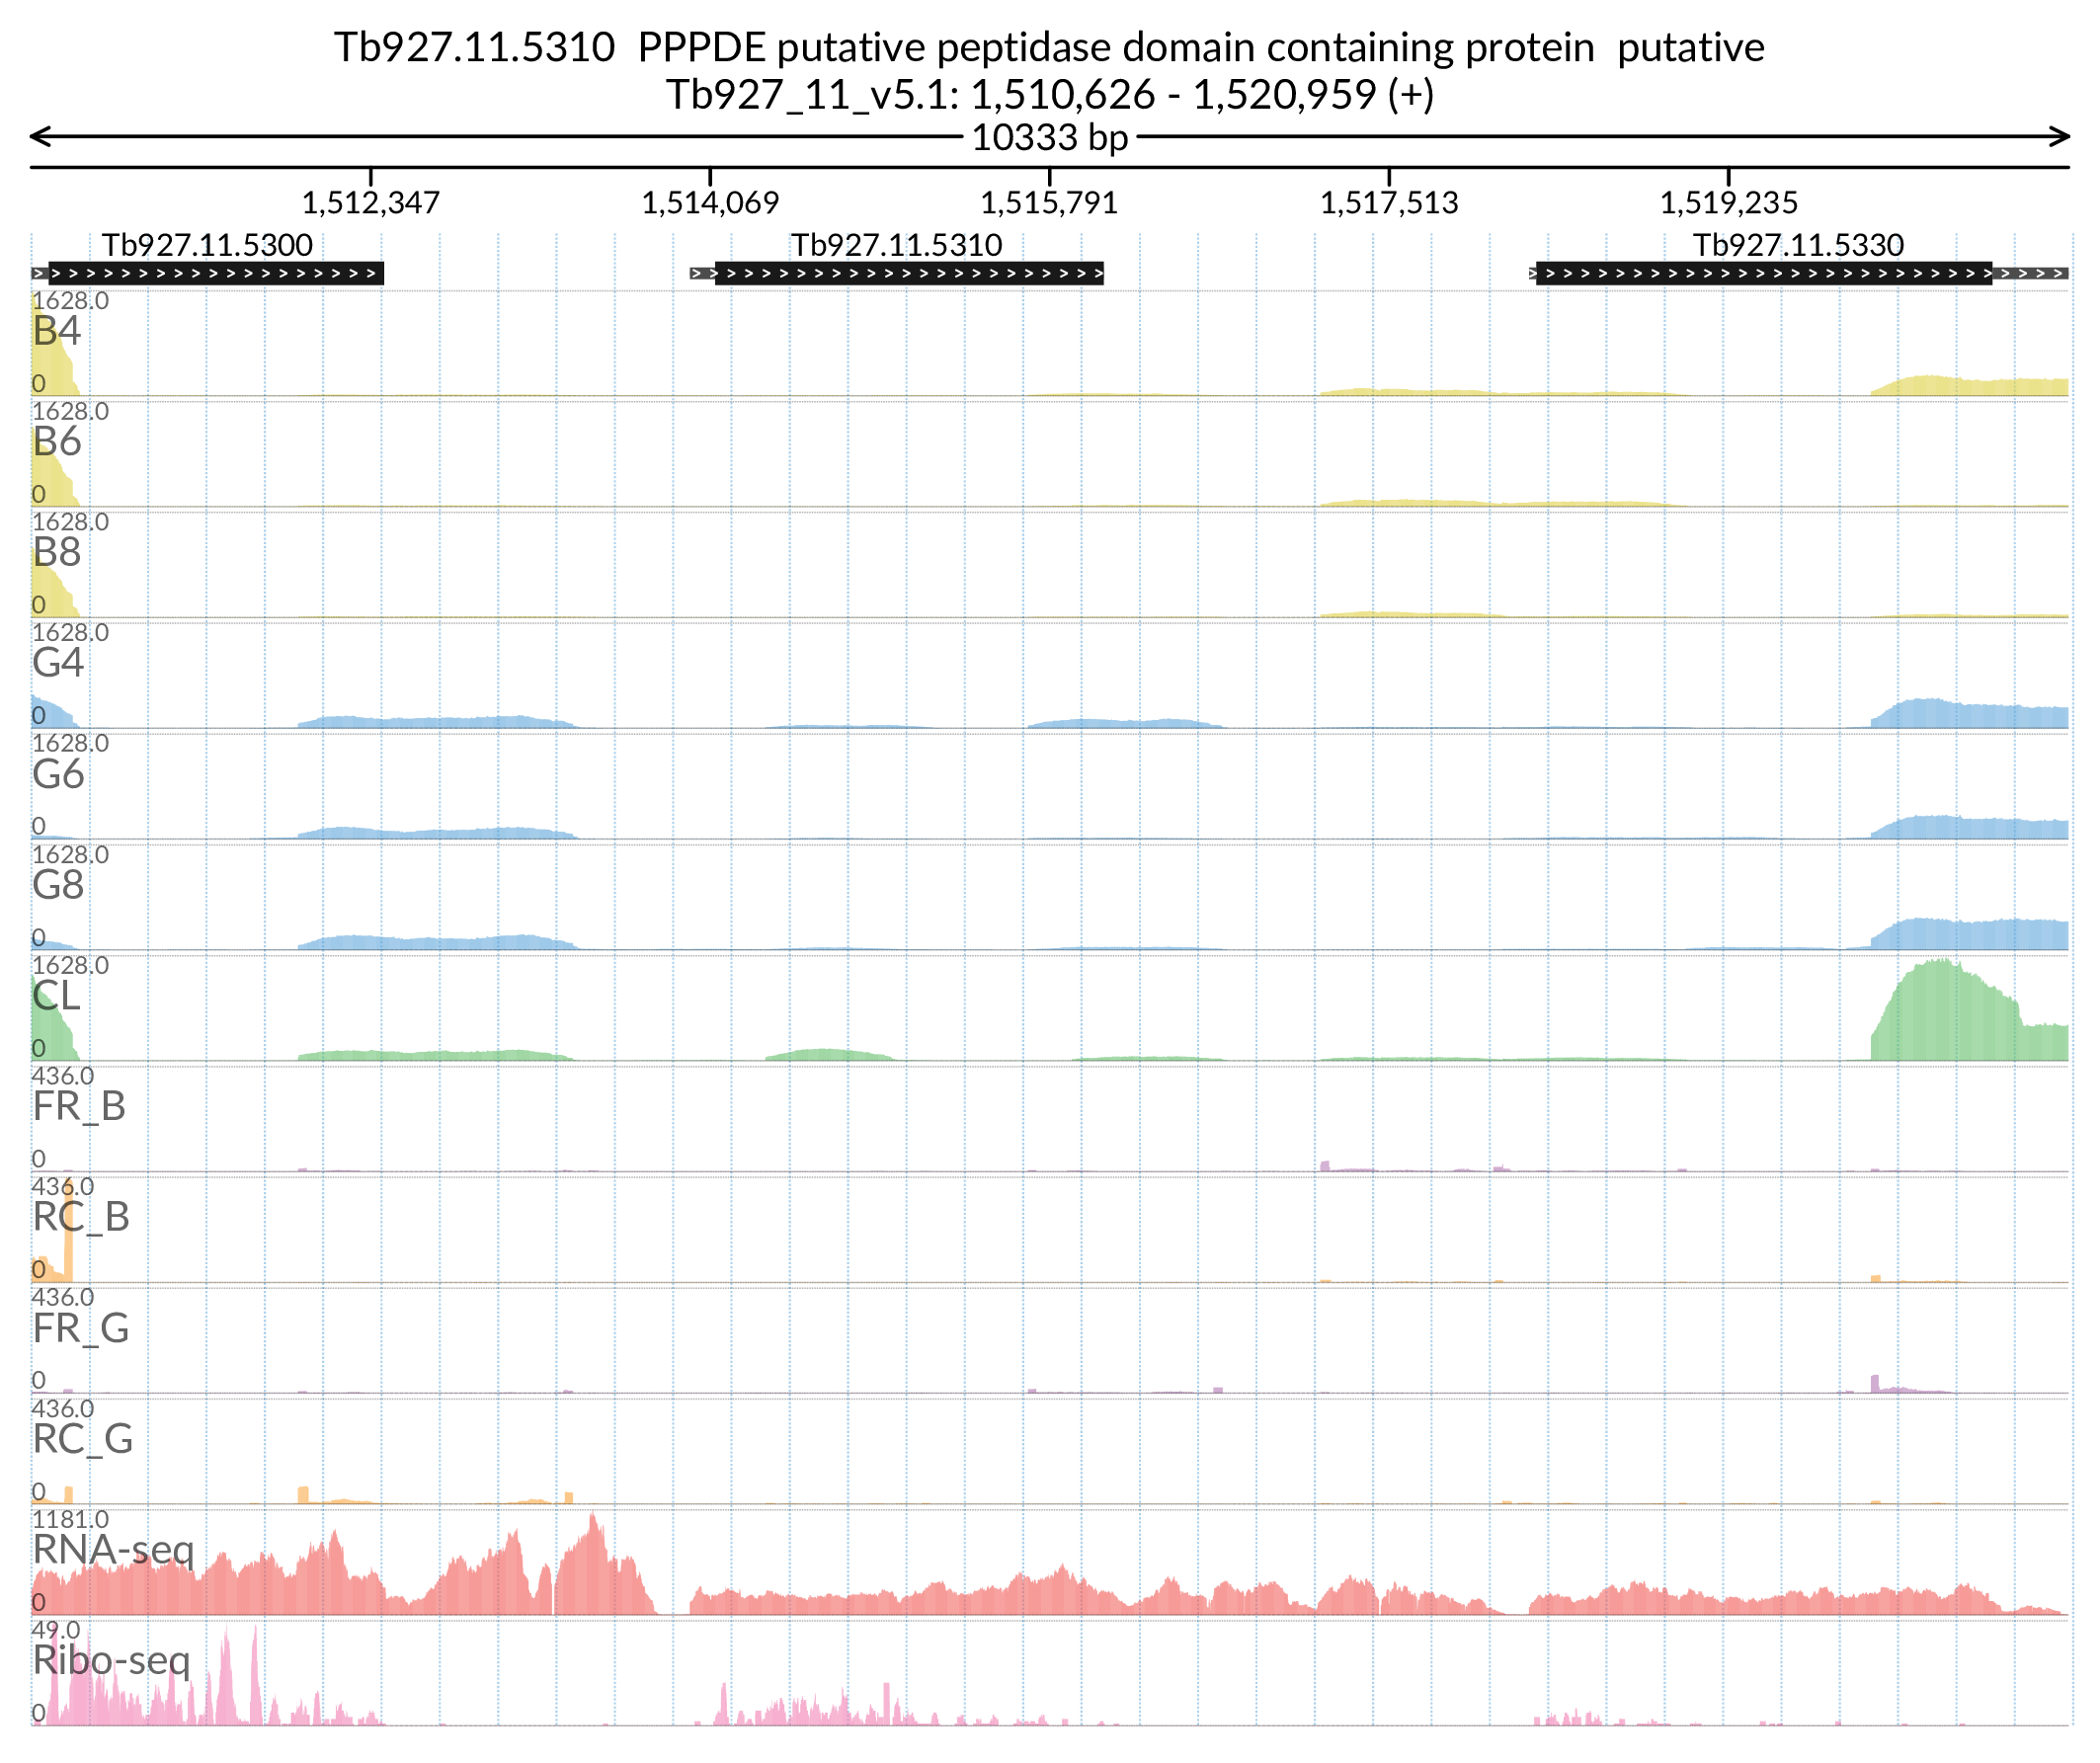 Tb927.11.5310  PPPDE putative peptidase domain containing protein  putative
Tb927_11_v5.1: 1,510,626 - 1,520,959 (+)
10333 bp
1,512,347 1,514,069 1,515,791 1,517,513 1,519,235
Tb927.11.5300 Tb927.11.5310 Tb927.11.5330
1628.0
B4
0
1628.0
B6
0
1628.0
B8
0
1628.0
G4
0
1628.0
G6
0
1628.0
G8
0
1628.0
CL
0
436.0
FR_B
0
436.0
RC_B
0
436.0
FR_G
0
436.0
RC_G
0
1181.0
RNA-seq
0
49.0
Ribo-seq
0